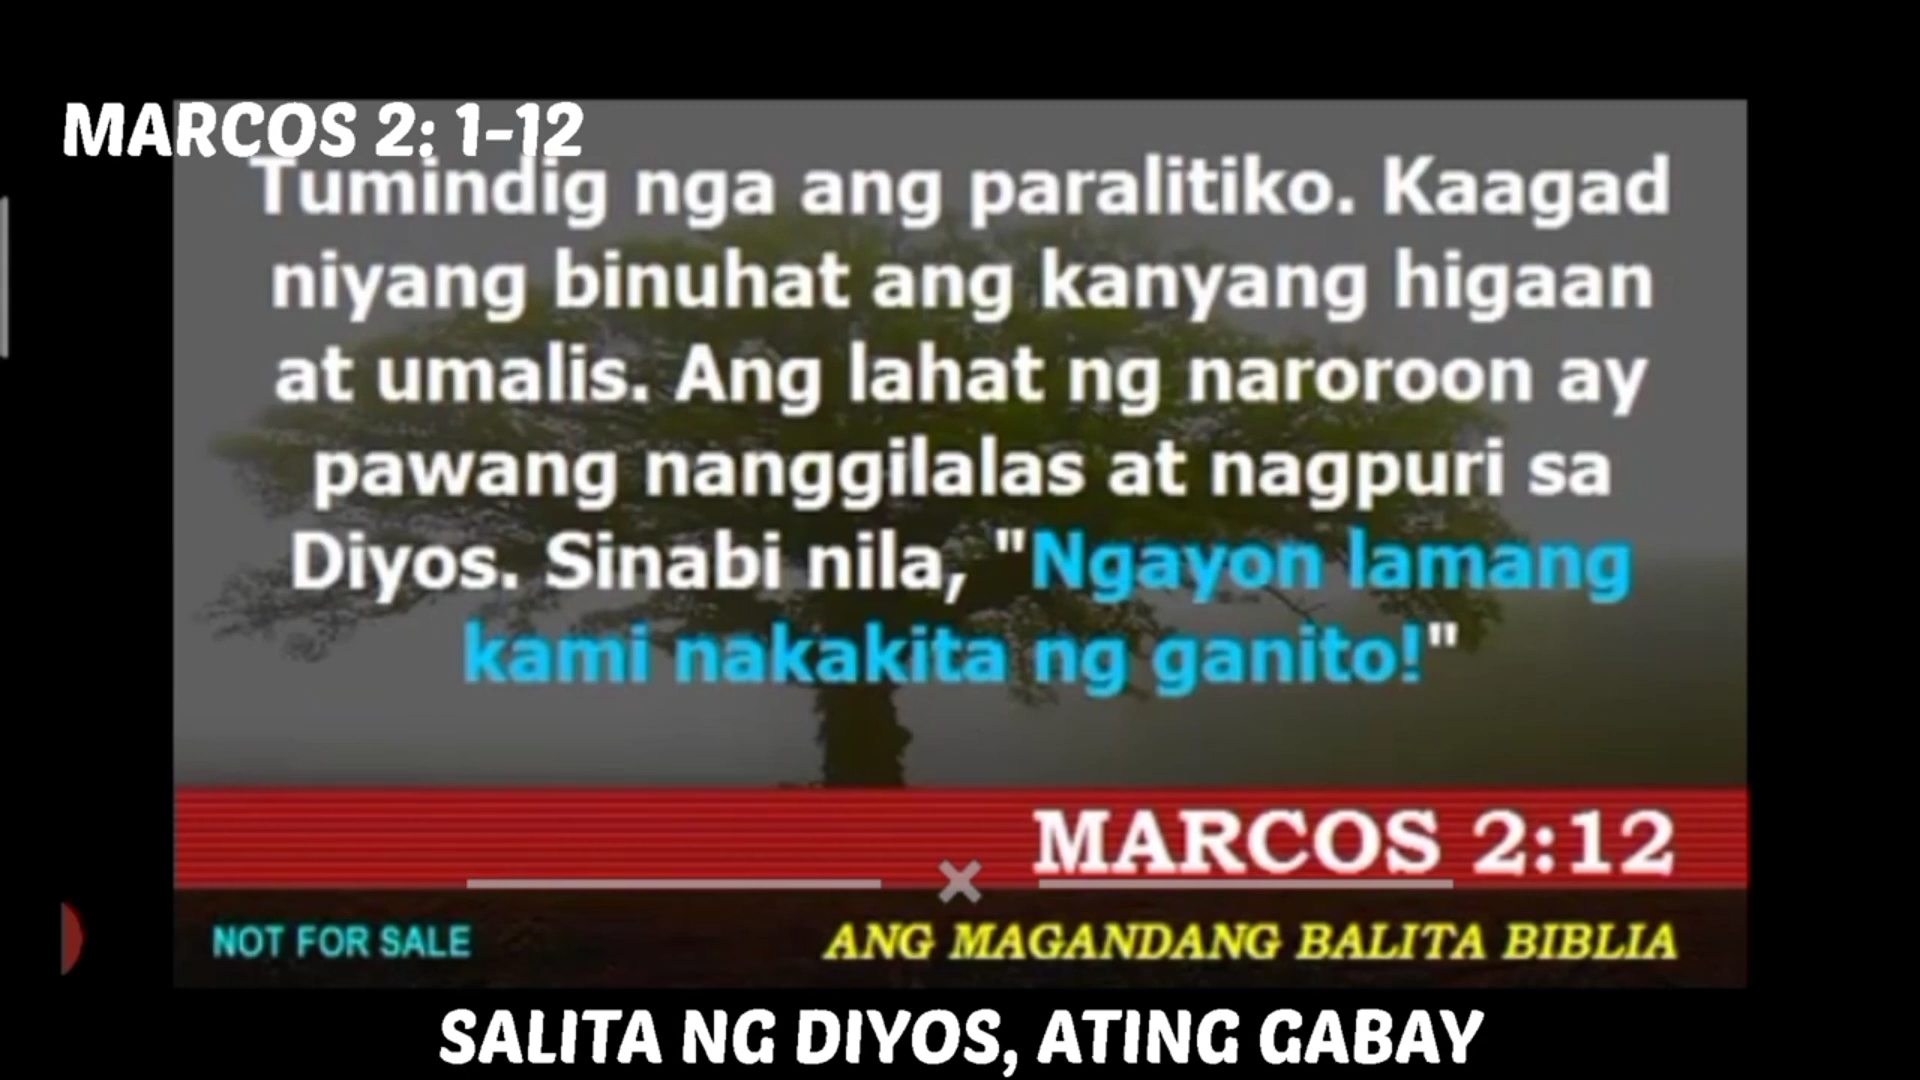 MARCOS 2: 1-12
Tumindig nga ang paralitiko. Kaagad
niyang binuhat ang kanyang higaan
at umalis. Ang lahat ng naroroon ay
pawang nanggilalas at nagpuri sa
Diyos. Sinabi nila, "Ngayon lamang
kami nakakita ng ganito!"
MARCOS 2:12
NOT FOR SALE
ANG MAGANDANG BALITA BIBLIA
SALITA NG DIYOS, ATING GABAY